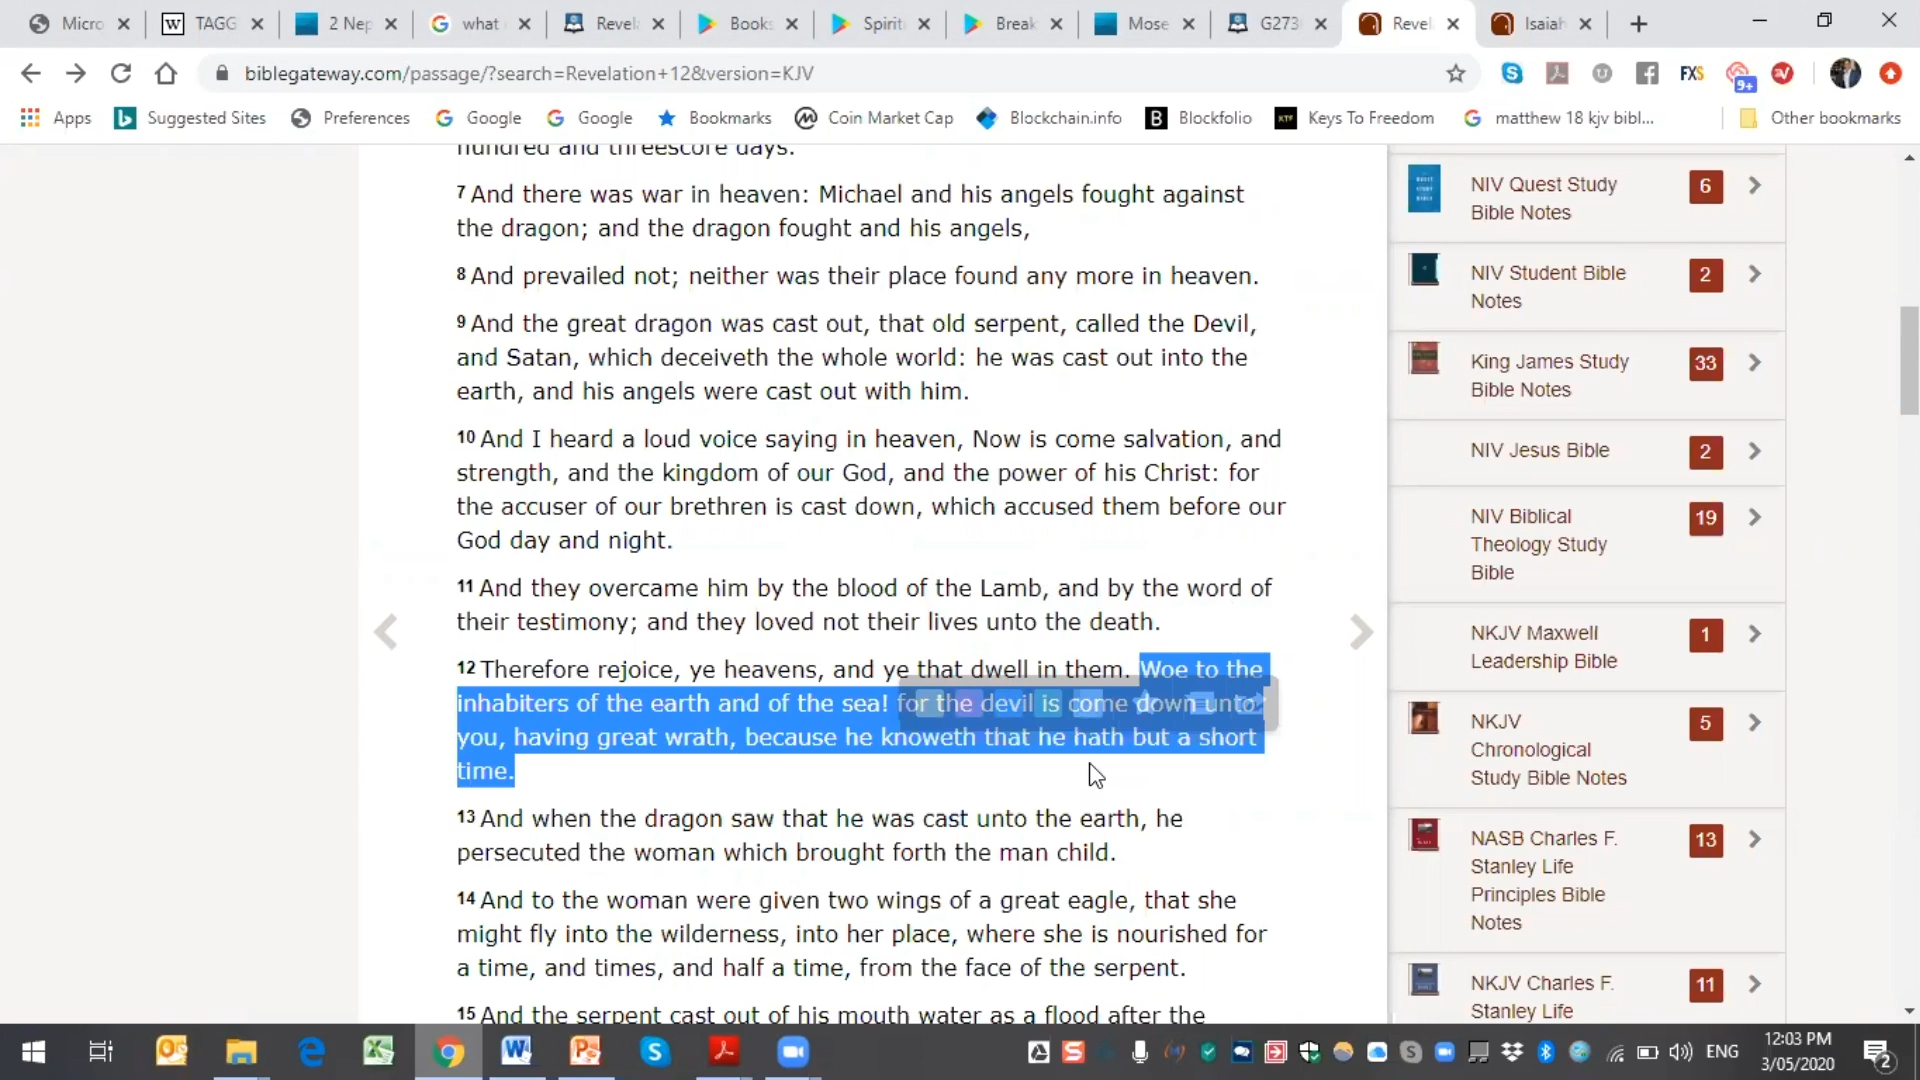 Micro
TAGG
2 Nep
what
Revel
Books
Spirit
Break
Mose
G273
Revel
Isaiah
biblegateway.com/passage/?search=Revelation+12&version=KJV
FXS
9+
Apps
Suggested Sites
Preferences
Google
Google
Bookmarks
Coin Market Cap
Blockchain.info
Blockfolio
Keys To Freedom
matthew 18 kjv bibl...
Other bookmarks
hundred and threescore days.
7 And there was war in heaven: Michael and his angels fought against
the dragon; and the dragon fought and his angels,
8 And prevailed not; neither was their place found any more in heaven.
9 And the great dragon was cast out, that old serpent, called the Devil,
and Satan, which deceiveth the whole world: he was cast out into the
earth, and his angels were cast out with him.
10 And I heard a loud voice saying in heaven, Now is come salvation, and
strength, and the kingdom of our God, and the power of his Christ: for
the accuser of our brethren is cast down, which accused them before our
God day and night.
11 And they overcame him by the blood of the Lamb, and by the word of
their testimony; and they loved not their lives unto the death.
12 Therefore rejoice, ye heavens, and ye that dwell in them. Woe to the
inhabiters of the earth and of the sea! for the devil is come down unto
you, having great wrath, because he knoweth that he hath but a short
time.
13 And when the dragon saw that he was cast unto the earth, he
persecuted the woman which brought forth the man child.
14 And to the woman were given two wings of a great eagle, that she
might fly into the wilderness, into her place, where she is nourished for
a time, and times, and half a time, from the face of the serpent.
15 And the serpent cast out of his mouth water as a flood after the
NIV Quest Study
Bible Notes
6
NIV Student Bible
Notes
2
King James Study
Bible Notes
33
NIV Jesus Bible
2
NIV Biblical
Theology Study
Bible
19
NKJV Maxwell
Leadership Bible
1
NKJV
Chronological
Study Bible Notes
5
NASB Charles F.
Stanley Life
Principles Bible
Notes
13
NKJV Charles F.
Stanley Life
11
ENG
12:03 PM
3/05/2020
2